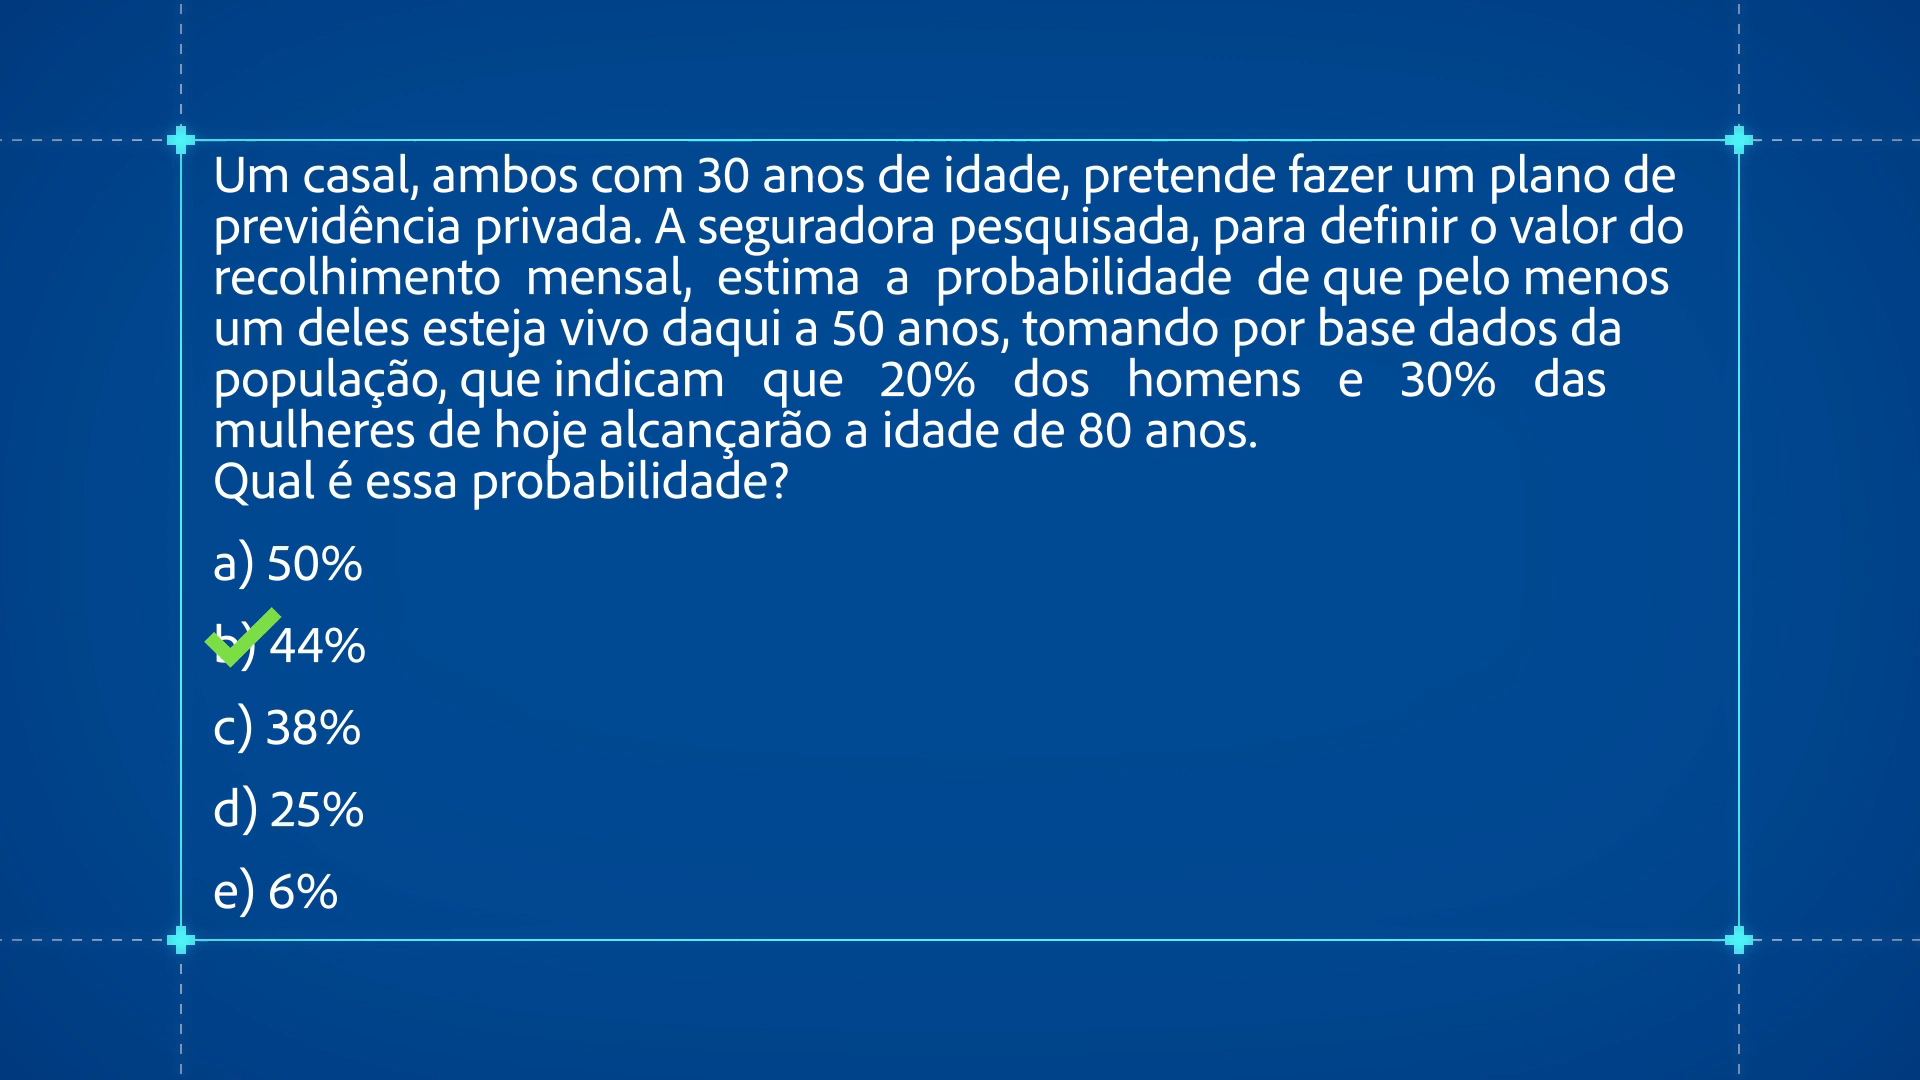 Um casal, ambos com 30 anos de idade, pretende fazer um plano de
previdência privada. A seguradora pesquisada, para definir o valor do
recolhimento mensal, estima a probabilidade de que pelo menos
um deles esteja vivo daqui a 50 anos, tomando por base dados da
população, que indicam que 20% dos homens e 30% das
mulheres de hoje alcançarão a idade de 80 anos.
Qual é essa probabilidade?
a) 50%
b) 44%
c) 38%
d) 25%
e) 6%